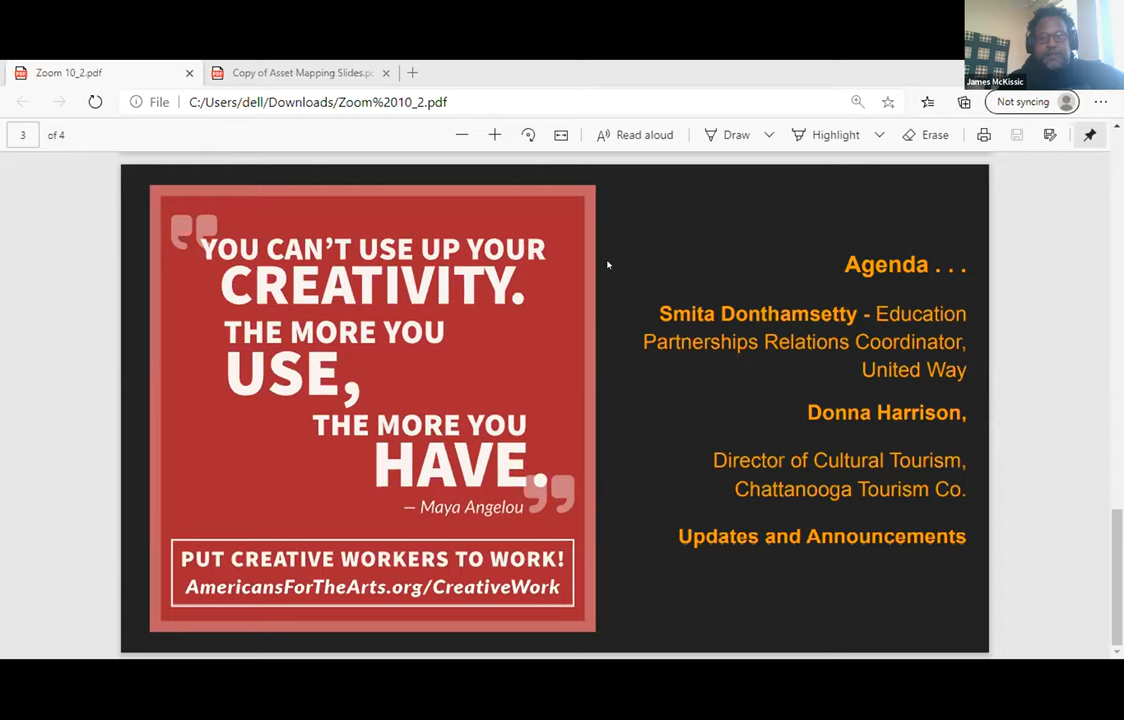 Zoom 10_2.pdf
Copy of Asset Mapping Slides.pc
James McKissic
File
C:/Users/dell/Downloads/Zoom%2010_2.pdf
Not syncing
3 of 4
Read aloud
Draw
Highlight
Erase
YOU CAN'T USE UP YOUR
CREATIVITY.
THE MORE YOU
USE,
THE MORE YOU
HAVE.
– Maya Angelou
PUT CREATIVE WORKERS TO WORK!
AmericansForTheArts.org/CreativeWork
Agenda . . .
Smita Donthamsetty - Education
Partnerships Relations Coordinator,
United Way
Donna Harrison,
Director of Cultural Tourism,
Chattanooga Tourism Co.
Updates and Announcements